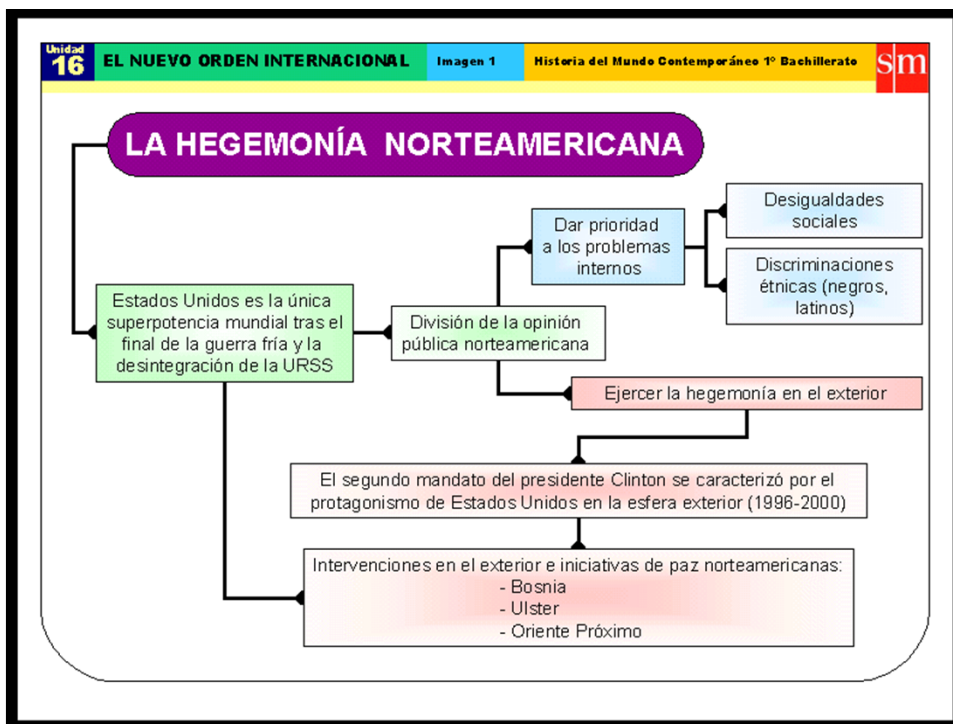 Unidad
16
EL NUEVO ORDEN INTERNACIONAL
Imagen 1
Historia del Mundo Contemporáneo 1º Bachillerato
sm
LA HEGEMONÍA NORTEAMERICANA
Estados Unidos es la única
superpotencia mundial tras el
final de la guerra fría y la
desintegración de la URSS
División de la opinión
pública norteamericana
Dar prioridad
a los problemas
internos
Desigualdades
sociales
Discriminaciones
étnicas (negros,
latinos)
Ejercer la hegemonía en el exterior
El segundo mandato del presidente Clinton se caracterizó por el
protagonismo de Estados Unidos en la esfera exterior (1996-2000)
Intervenciones en el exterior e iniciativas de paz norteamericanas:
- Bosnia
- Ulster
- Oriente Próximo